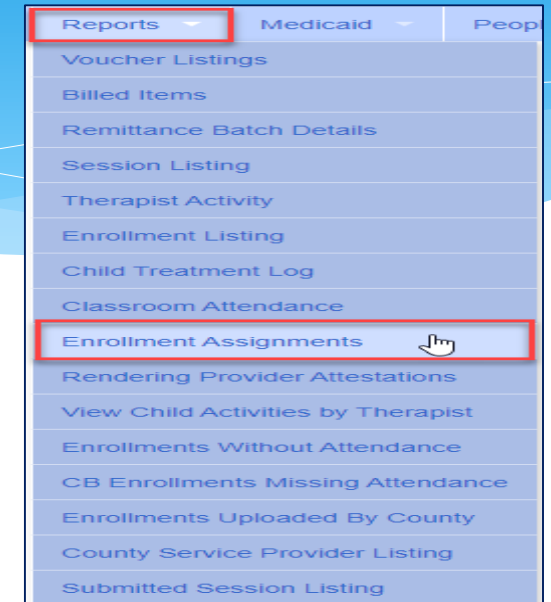 Reports Medicaid Peopl
Voucher Listings
Billed Items
Remittance Batch Details
Session Listing
Therapist Activity
Enrollment Listing
Child Treatment Log
Classroom Attendance
Enrollment Assignments
Rendering Provider Attestations
View Child Activities by Therapist
Enrollments Without Attendance
CB Enrollments Missing Attendance
Enrollments Uploaded By County
County Service Provider Listing
Submitted Session Listing